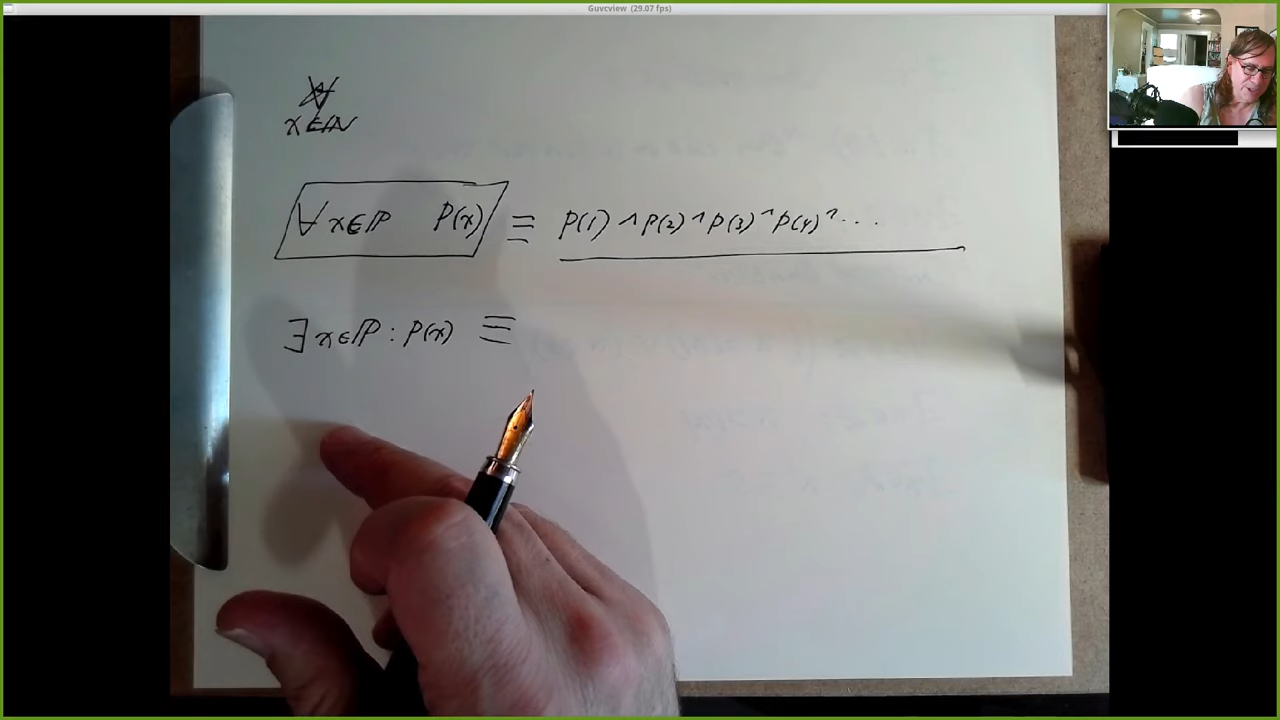 Guvcview (29.07 fps)
∀
x∈ℕ
∀x∈ℙ P(x) ≡ P(1) ∧ P(2) ∧ P(3) ∧ P(4) ∧ ...
∃x∈ℙ : P(x) ≡